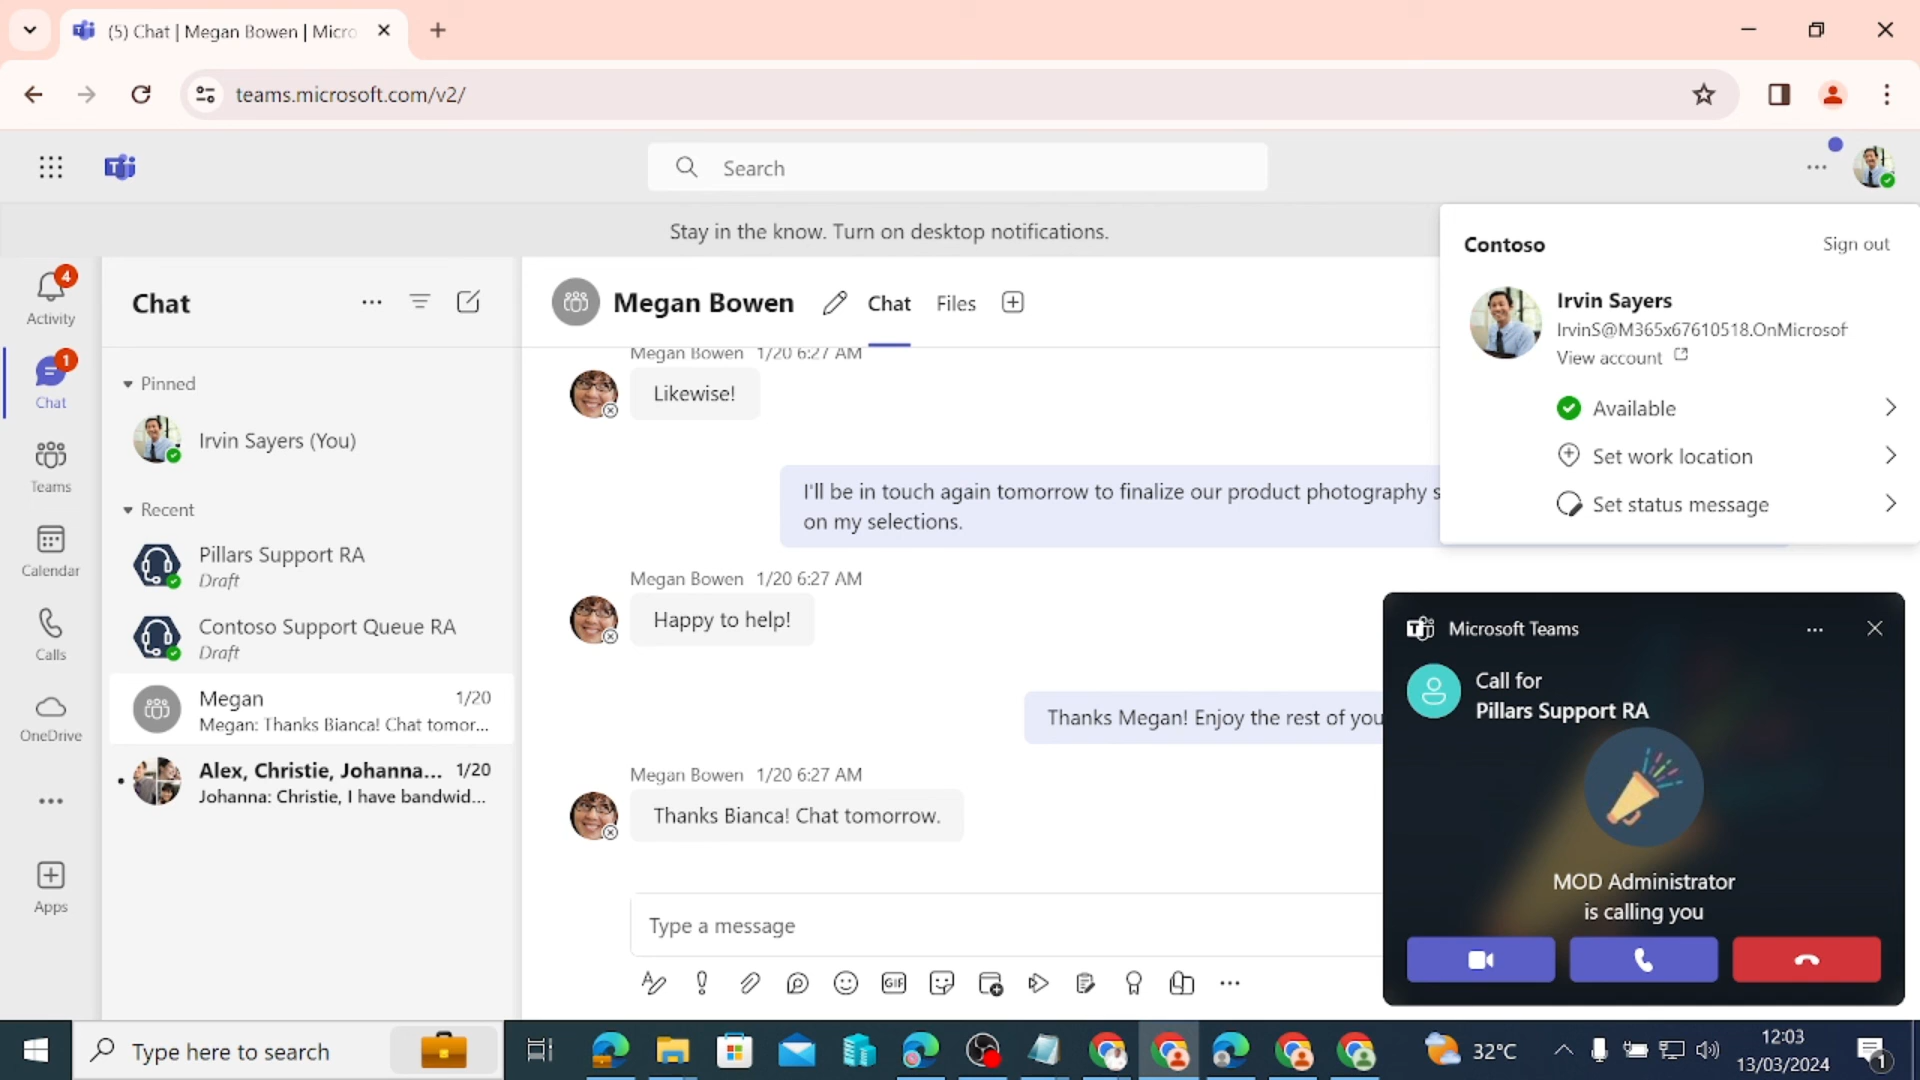 (5) Chat | Megan Bowen | Micro
teams.microsoft.com/v2/
Search
Stay in the know. Turn on desktop notifications.
Contoso
Sign out
Irvin Sayers
IrvinS@M365x67610518.OnMicrosof
View account
Available
Set work location
Set status message
4
Activity
1
Chat
Teams
Calendar
Calls
OneDrive
Apps
Chat
Pinned
Irvin Sayers (You)
Recent
Pillars Support RA
Draft
Contoso Support Queue RA
Draft
Megan 1/20
Megan: Thanks Bianca! Chat tomor...
Alex, Christie, Johanna... 1/20
Johanna: Christie, I have bandwid...
Megan Bowen
Chat
Files
Megan Bowen 1/20 6:27 AM
Likewise!
I'll be in touch again tomorrow to finalize our product photography s
on my selections.
Megan Bowen 1/20 6:27 AM
Happy to help!
Thanks Megan! Enjoy the rest of you
Megan Bowen 1/20 6:27 AM
Thanks Bianca! Chat tomorrow.
Type a message
GIF
Microsoft Teams
Call for
Pillars Support RA
MOD Administrator
is calling you
Type here to search
32°C
12:03
13/03/2024
1